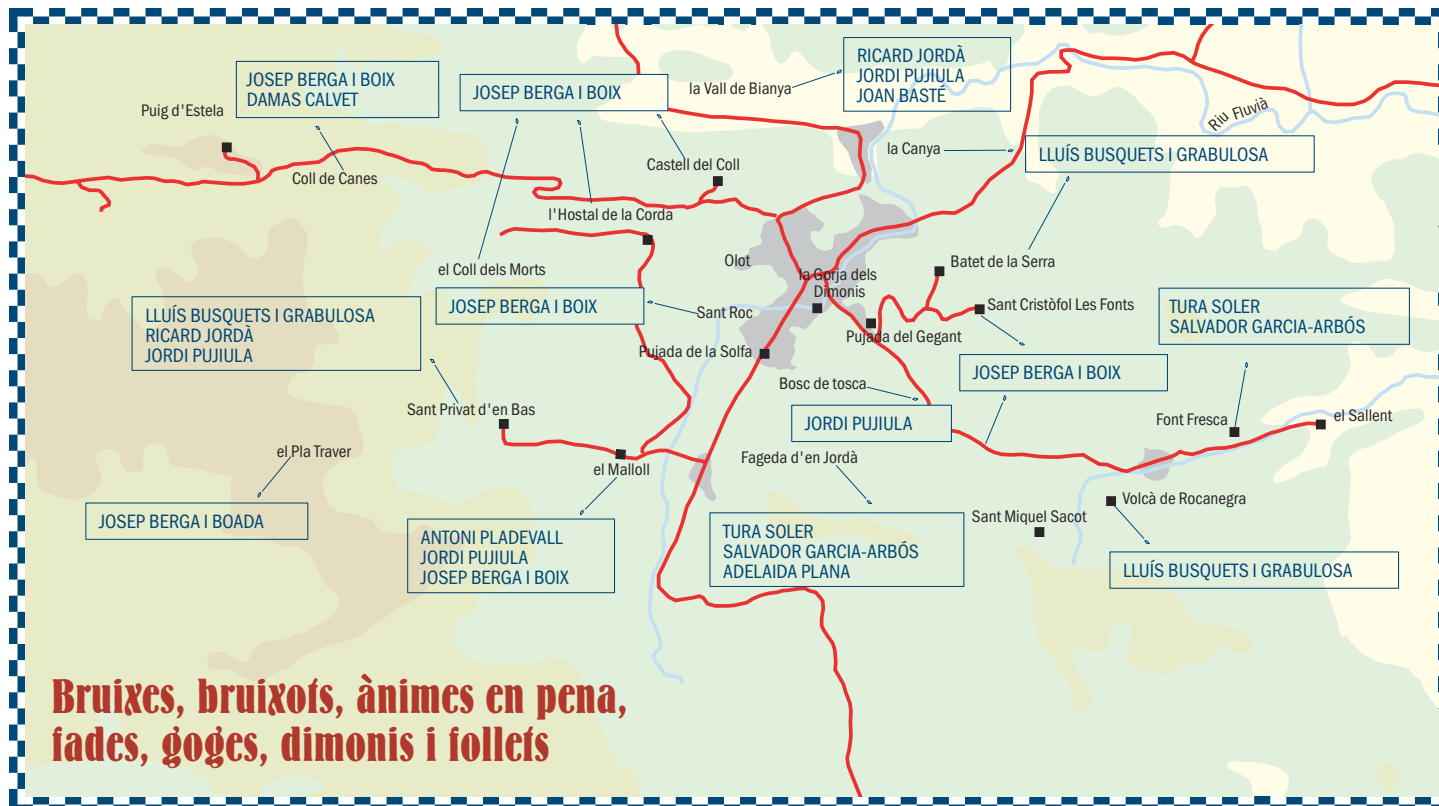 RICARD JORDÀ
JORDI PUJIULA
JOAN BASTÉ
JOSEP BERGA I BOIX
DAMAS CALVET
JOSEP BERGA I BOIX
la Vall de Bianya
Puig d'Estela
Riu Fluvià
la Canya
LLUÍS BUSQUETS I GRABULOSA
Castell del Coll
Coll de Canes
l'Hostal de la Corda
Olot
el Coll dels Morts
la Gorja dels
Dimonis
Batet de la Serra
JOSEP BERGA I BOIX
Sant Roc
Sant Cristòfol Les Fonts
TURA SOLER
SALVADOR GARCIA-ARBÓS
LLUÍS BUSQUETS I GRABULOSA
RICARD JORDÀ
JORDI PUJIULA
Pujada del Gegant
Pujada de la Solfa
JOSEP BERGA I BOIX
Bosc de tosca
Sant Privat d'en Bas
JORDI PUJIULA
Font Fresca
el Sallent
el Pla Traver
el Malloll
Fageda d'en Jordà
Volcà de Rocanegra
JOSEP BERGA I BOADA
Sant Miquel Sacot
ANTONI PLADEVALL
JORDI PUJIULA
JOSEP BERGA I BOIX
TURA SOLER
SALVADOR GARCIA-ARBÓS
ADELAIDA PLANA
LLUÍS BUSQUETS I GRABULOSA
Bruixes, bruixots, ànimes en pena,
fades, goges, dimonis i follets